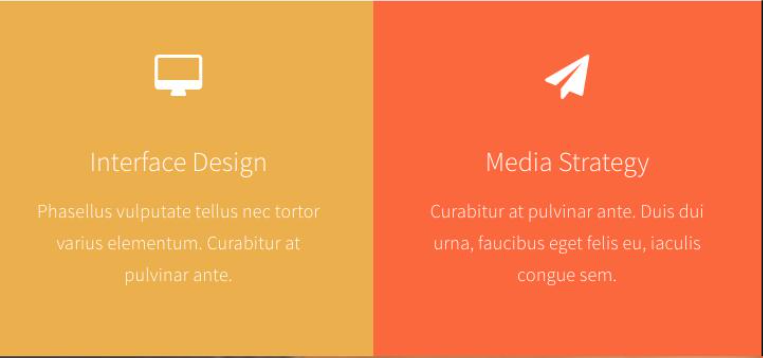 Interface Design
Phasellus vulputate tellus nec tortor
varius elementum. Curabitur at
pulvinar ante.
Media Strategy
Curabitur at pulvinar ante. Duis dui
urna, faucibus eget felis eu, iaculis
congue sem.